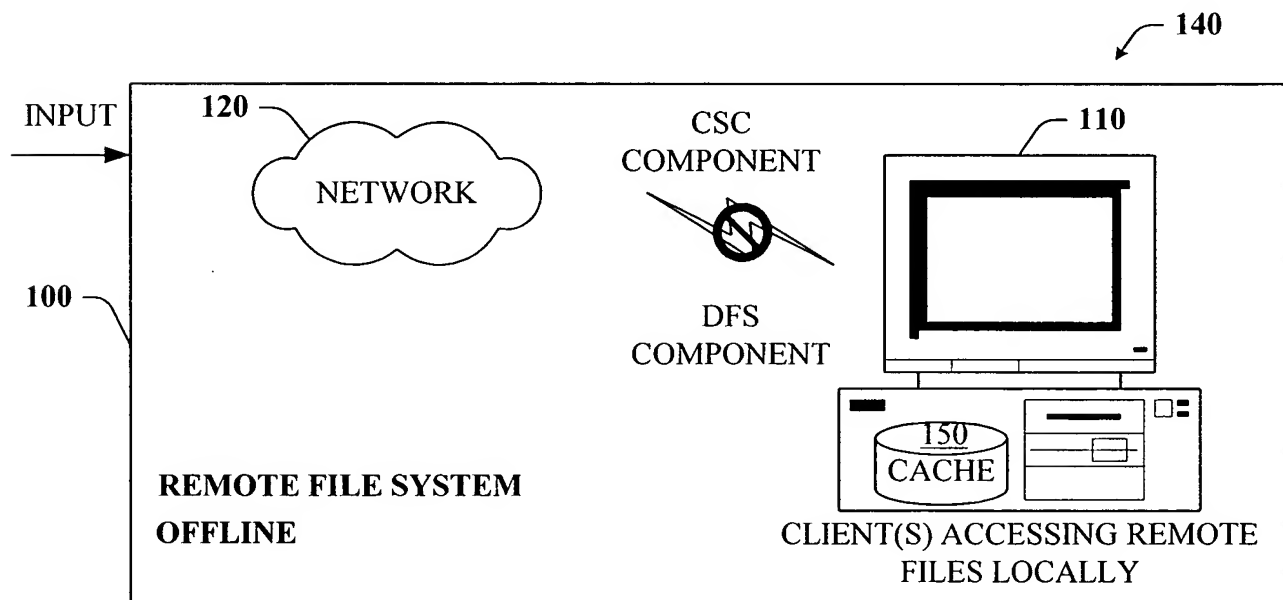 140
INPUT
120
NETWORK
CSC
COMPONENT
110
100
DFS
COMPONENT
150
CACHE
REMOTE FILE SYSTEM
OFFLINE
CLIENT(S) ACCESSING REMOTE
FILES LOCALLY